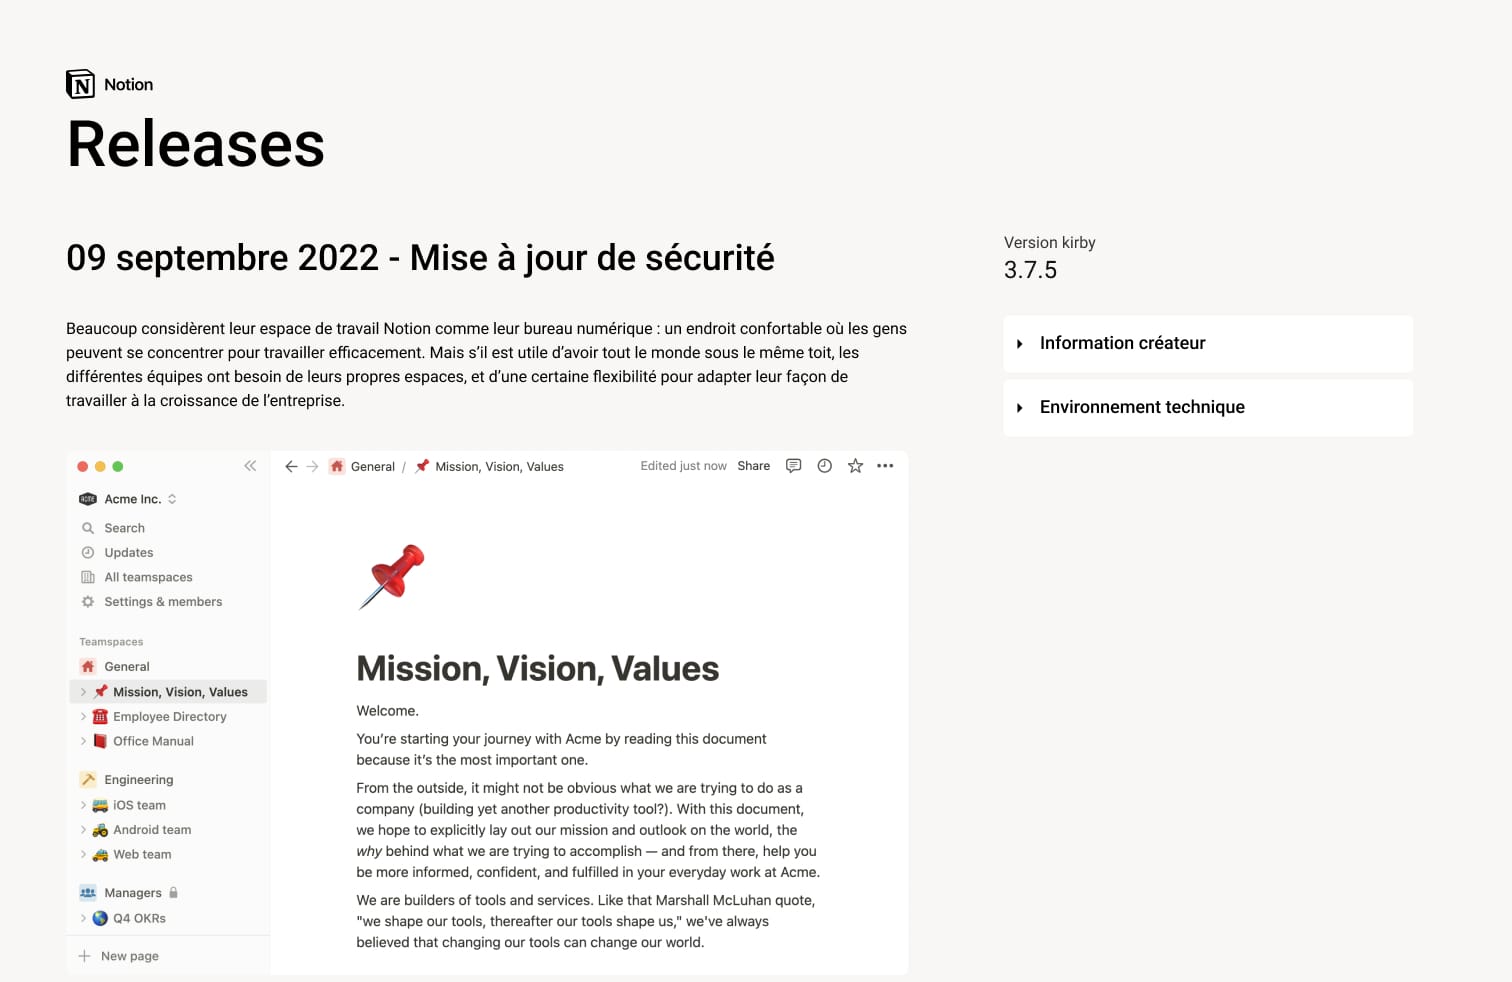 Notion
Releases
09 septembre 2022 - Mise à jour de sécurité
Beaucoup considèrent leur espace de travail Notion comme leur bureau numérique : un endroit confortable où les gens
peuvent se concentrer pour travailler efficacement. Mais s’il est utile d’avoir tout le monde sous le même toit, les
différentes équipes ont besoin de leurs propres espaces, et d’une certaine flexibilité pour adapter leur façon de
travailler à la croissance de l’entreprise.
Version kirby
3.7.5
Information créateur
Environnement technique
Acme Inc.
Search
Updates
All teamspaces
Settings & members
Teamspaces
General
Mission, Vision, Values
Employee Directory
Office Manual
Engineering
iOS team
Android team
Web team
Managers
Q4 OKRs
New page
General / Mission, Vision, Values
Edited just now Share
Mission, Vision, Values
Welcome.
You’re starting your journey with Acme by reading this document
because it’s the most important one.
From the outside, it might not be obvious what we are trying to do as a
company (building yet another productivity tool?). With this document,
we hope to explicitly lay out our mission and outlook on the world, the
why behind what we are trying to accomplish — and from there, help you
be more informed, confident, and fulfilled in your everyday work at Acme.
We are builders of tools and services. Like that Marshall McLuhan quote,
"we shape our tools, thereafter our tools shape us," we've always
believed that changing our tools can change our world.